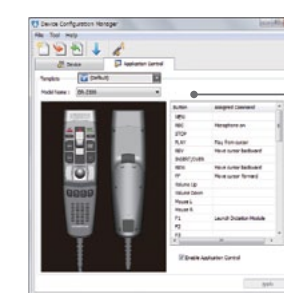 Device Configuration Manager
File Tool Help
Device
Application Control
Template
(Default)
Model Name :
Button
Assigned Command
NEW
REC
Microphone on
STOP
PLAY
Play from cursor
REV
Move cursor backward
INSERT/OVER
REW
Move cursor backward
FF
Move cursor forward
Volume Up
Volume Down
Mouse L
Mouse R
F1
Launch Dictation Module
F2
F3
Enable Application Control
Apply